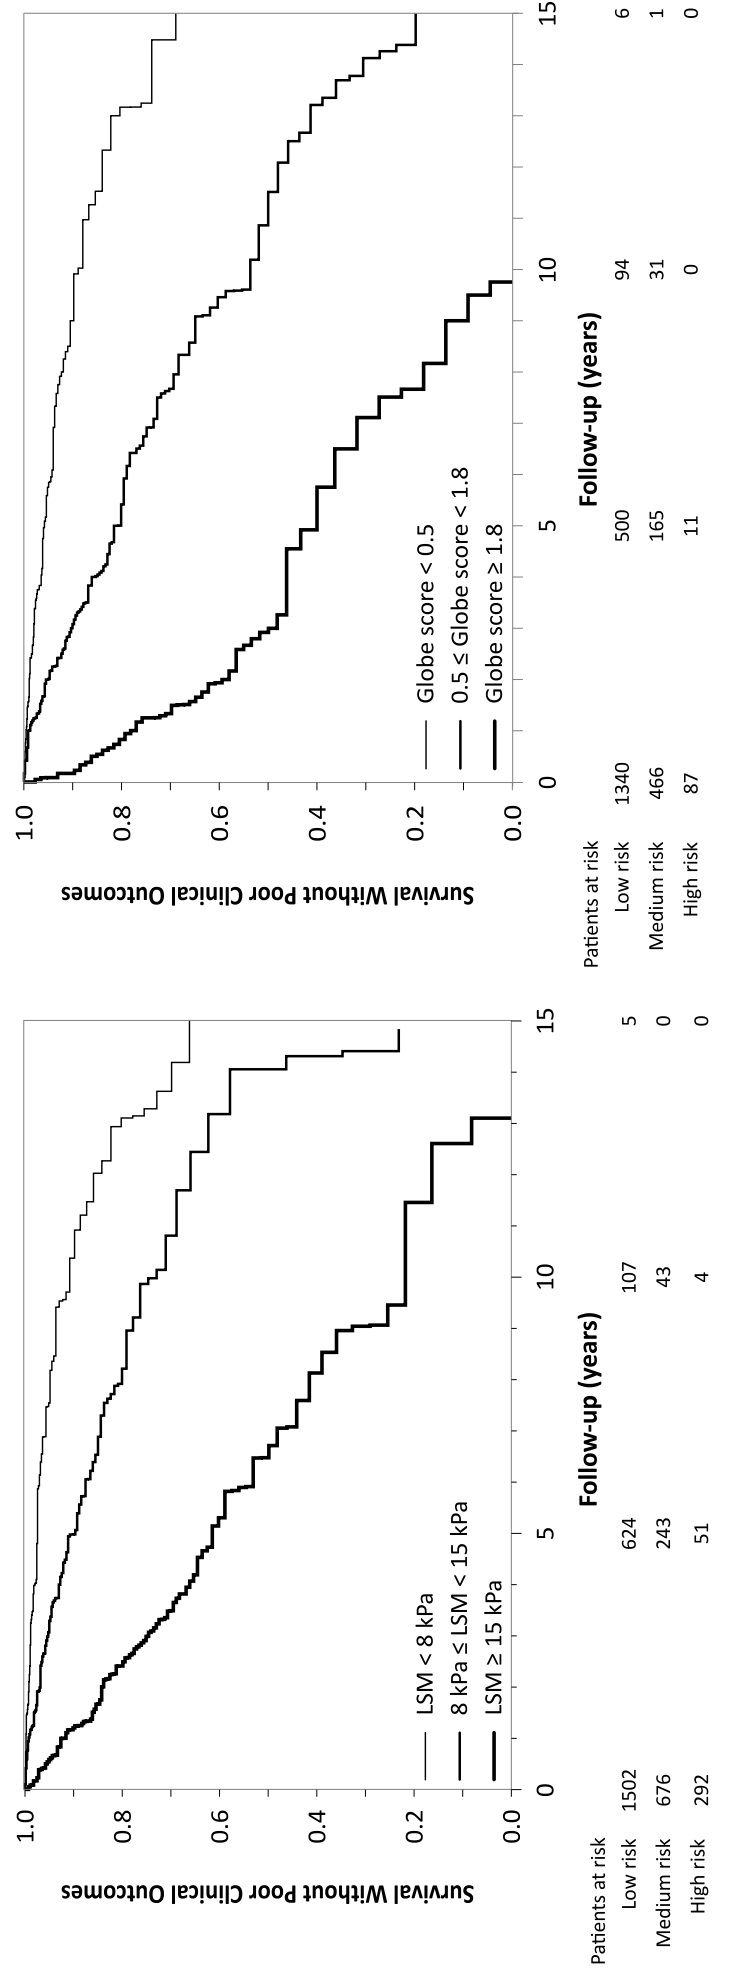 Survival Without Poor Clinical Outcomes
1.0
0.8
0.6
0.4
0.2
0.0
LSM < 8 kPa
8 kPa ≤ LSM < 15 kPa
LSM ≥ 15 kPa
0 5 10 15
Follow-up (years)
Patients at risk
Low risk 1502 624 107 5
Medium risk 676 243 43 0
High risk 292 51 4 0
Survival Without Poor Clinical Outcomes
1.0
0.8
0.6
0.4
0.2
0.0
Globe score < 0.5
0.5 ≤ Globe score < 1.8
Globe score ≥ 1.8
0 5 10 15
Follow-up (years)
Patients at risk
Low risk 1340 500 94 6
Medium risk 466 165 31 1
High risk 87 11 0 0